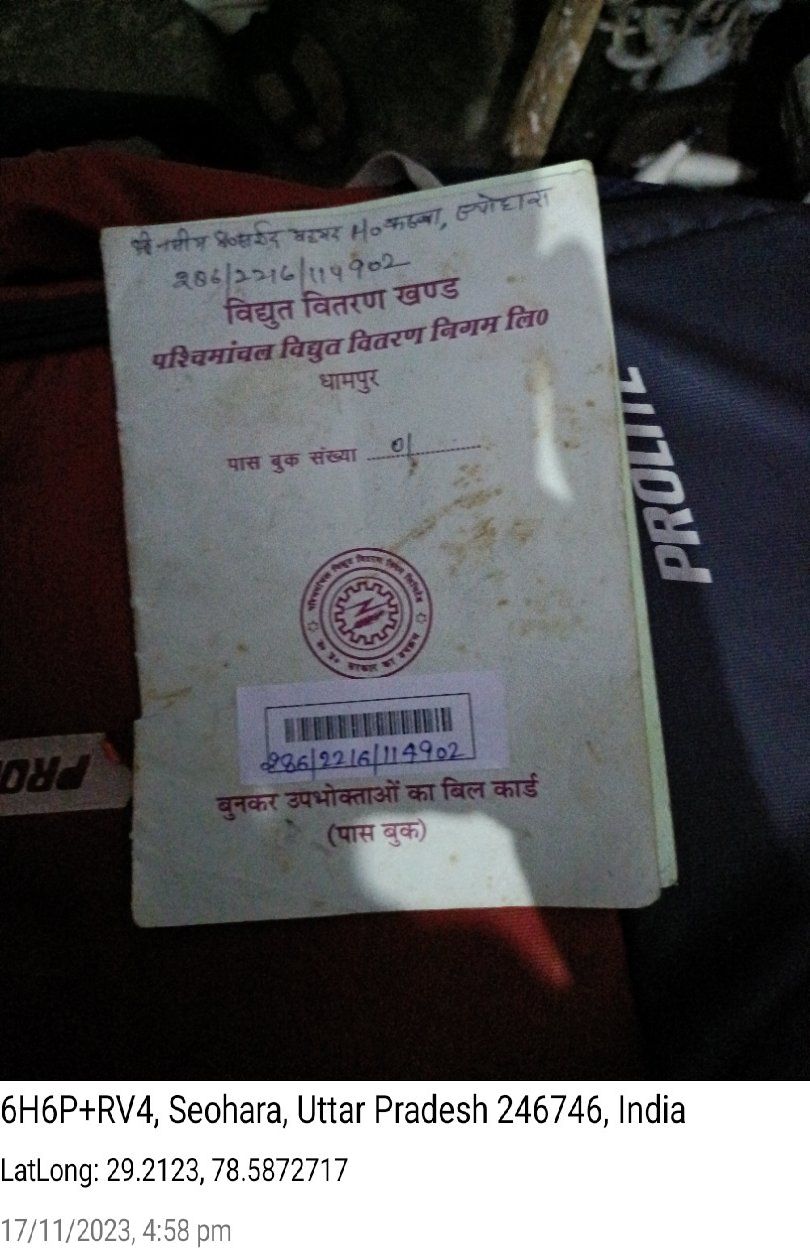 286/2216/114902
विद्युत वितरण खण्ड
पश्चिमांचल विद्युत वितरण निगम लि०
धामपुर
पास बुक संख्या 01
PROLITE
286/2216/114902
बुनकर उपभोक्ताओं का बिल कार्ड
(पास बुक)
6H6P+RV4, Seohara, Uttar Pradesh 246746, India
LatLong: 29.2123, 78.5872717
17/11/2023, 4:58 pm